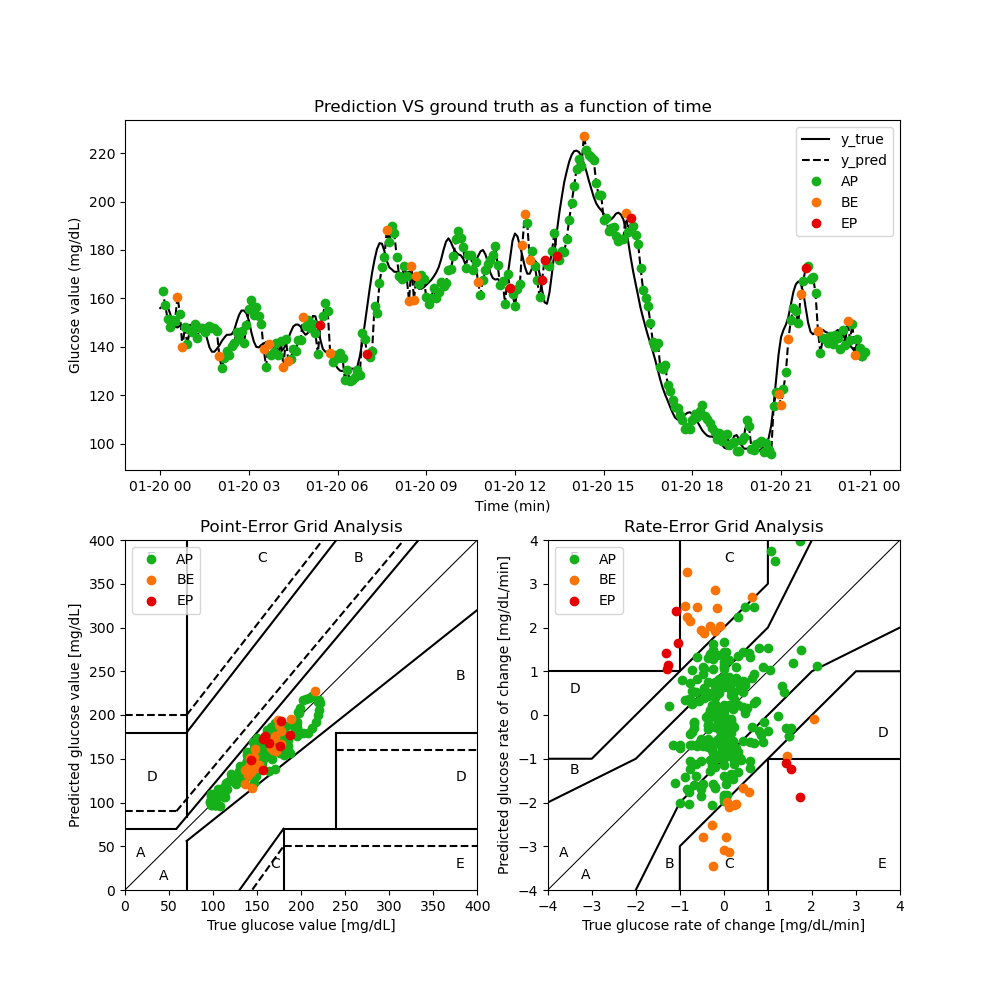 Prediction VS ground truth as a function of time
Glucose value (mg/dL)
220
200
180
160
140
120
100
y_true
y_pred
AP
BE
EP
01-20 00 01-20 03 01-20 06 01-20 09 01-20 12 01-20 15 01-20 18 01-20 21 01-21 00
Time (min)
Point-Error Grid Analysis
Predicted glucose value [mg/dL]
400
350
300
250
200
150
100
50
0
AP
BE
EP
C
B
B
D
D
A
A
C
E
0 50 100 150 200 250 300 350 400
True glucose value [mg/dL]
Rate-Error Grid Analysis
Predicted glucose rate of change [mg/dL/min]
4
3
2
1
0
−1
−2
−3
−4
AP
BE
EP
C
D
D
B
A
A
B
C
E
−4 −3 −2 −1 0 1 2 3 4
True glucose rate of change [mg/dL/min]